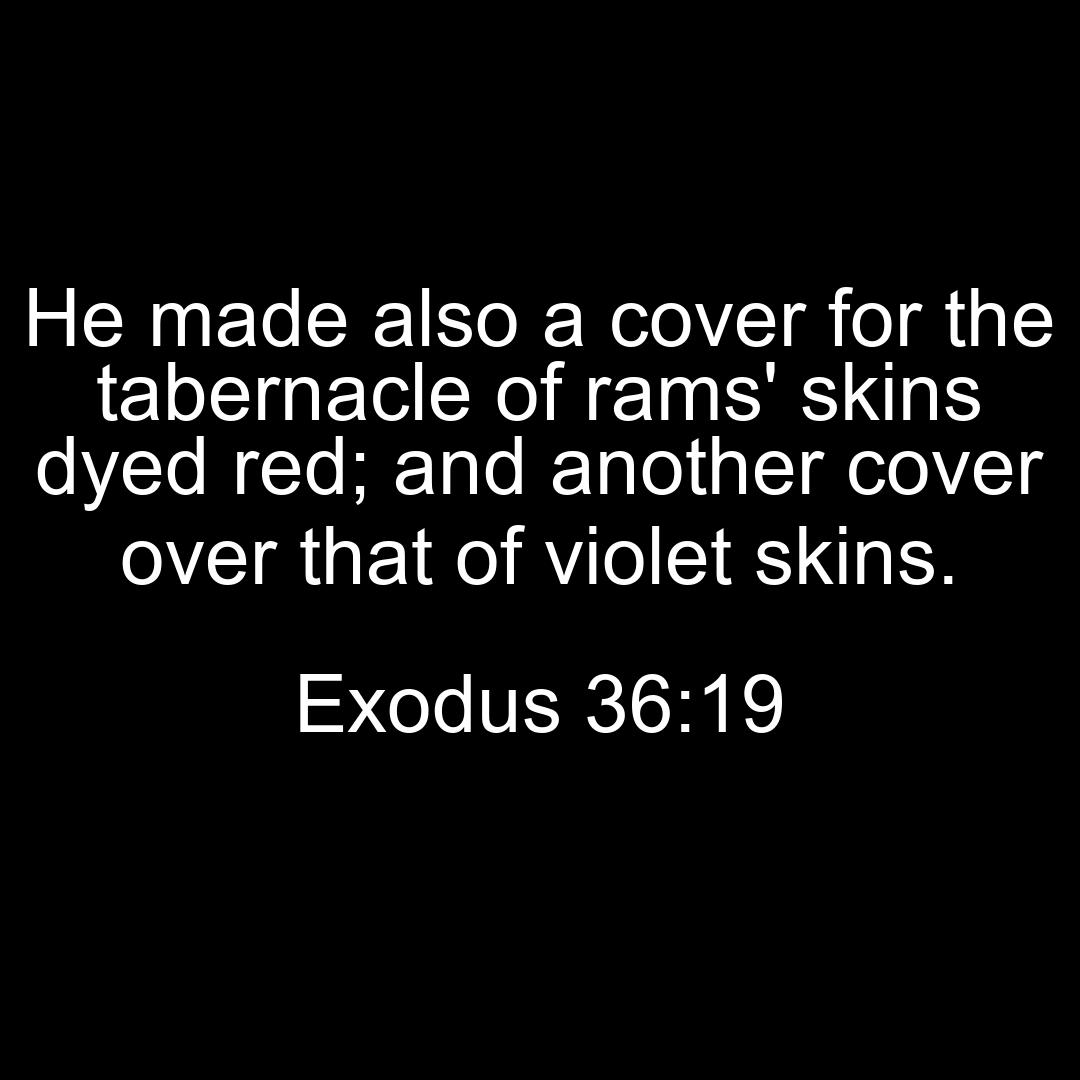 He made also a cover for the
tabernacle of rams' skins
dyed red; and another cover
over that of violet skins.
Exodus 36:19